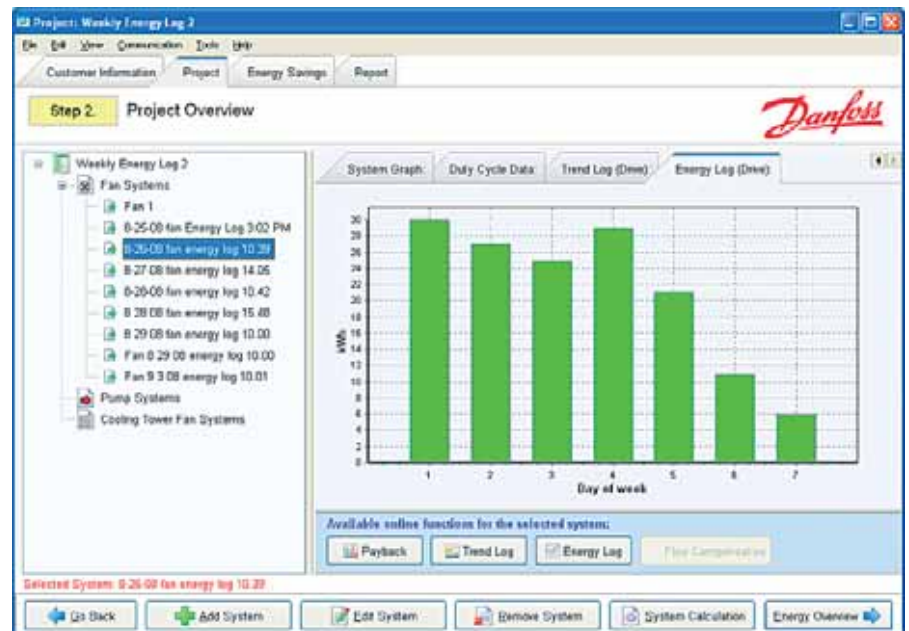 Project: Weekly Energy Log 2
File Edit View Communication Tools Help
Customer Information Project Energy Savings Report
Step 2. Project Overview
Danfoss
Weekly Energy Log 2
Fan Systems
Fan 1
8-25-08 fan Energy Log 3:02 PM
8-26-08 fan energy log 10.39
8-27 08 fan energy log 14.05
8-28-08 fan energy log 10.42
8 28 08 fan energy log 15.48
8 29 08 fan energy log 10.00
Fan 8 29 08 energy log 10.00
Fan 9 3 08 energy log 10.01
Pump Systems
Cooling Tower Fan Systems
System Graph: Duty Cycle Data Trend Log (Drive) Energy Log (Drive)
30
28
26
24
22
20
18
16
14
12
10
8
6
4
2
0
kWh
1 2 3 4 5 6 7
Day of week
Available online functions for the selected system:
Payback Trend Log Energy Log Flow Compensation
Selected System: 8-26-08 fan energy log 10.39
Go Back Add System Edit System Remove System System Calculation Energy Overview